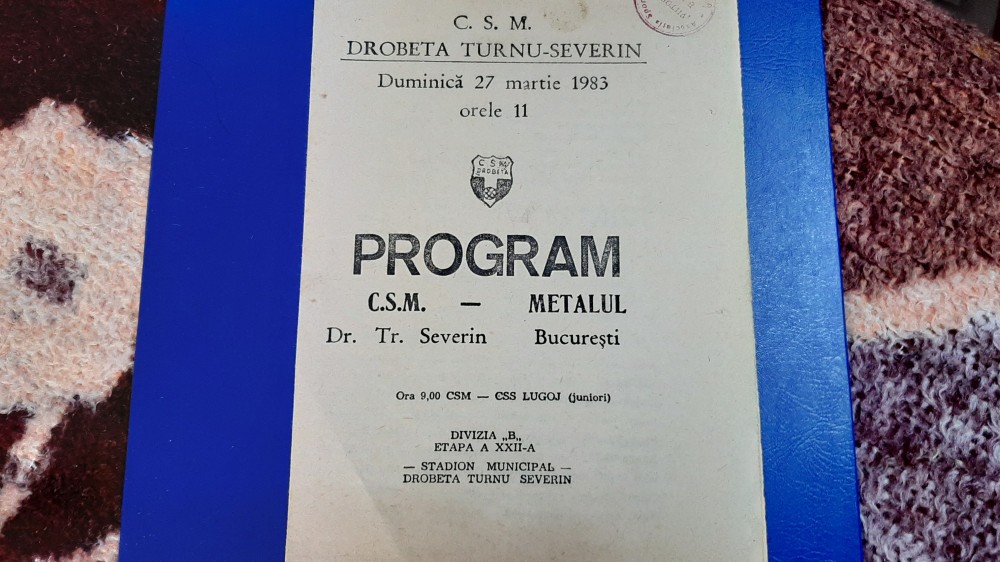 C. S. M.
DROBETA TURNU-SEVERIN
Duminică 27 martie 1983
orele 11
C S M
DROBETA
PROGRAM
C.S.M. — METALUL
Dr. Tr. Severin București
Ora 9,00 CSM — CSS LUGOJ (juniori)
DIVIZIA „B„
ETAPA A XXII-A
— STADION MUNICIPAL —
DROBETA TURNU SEVERIN